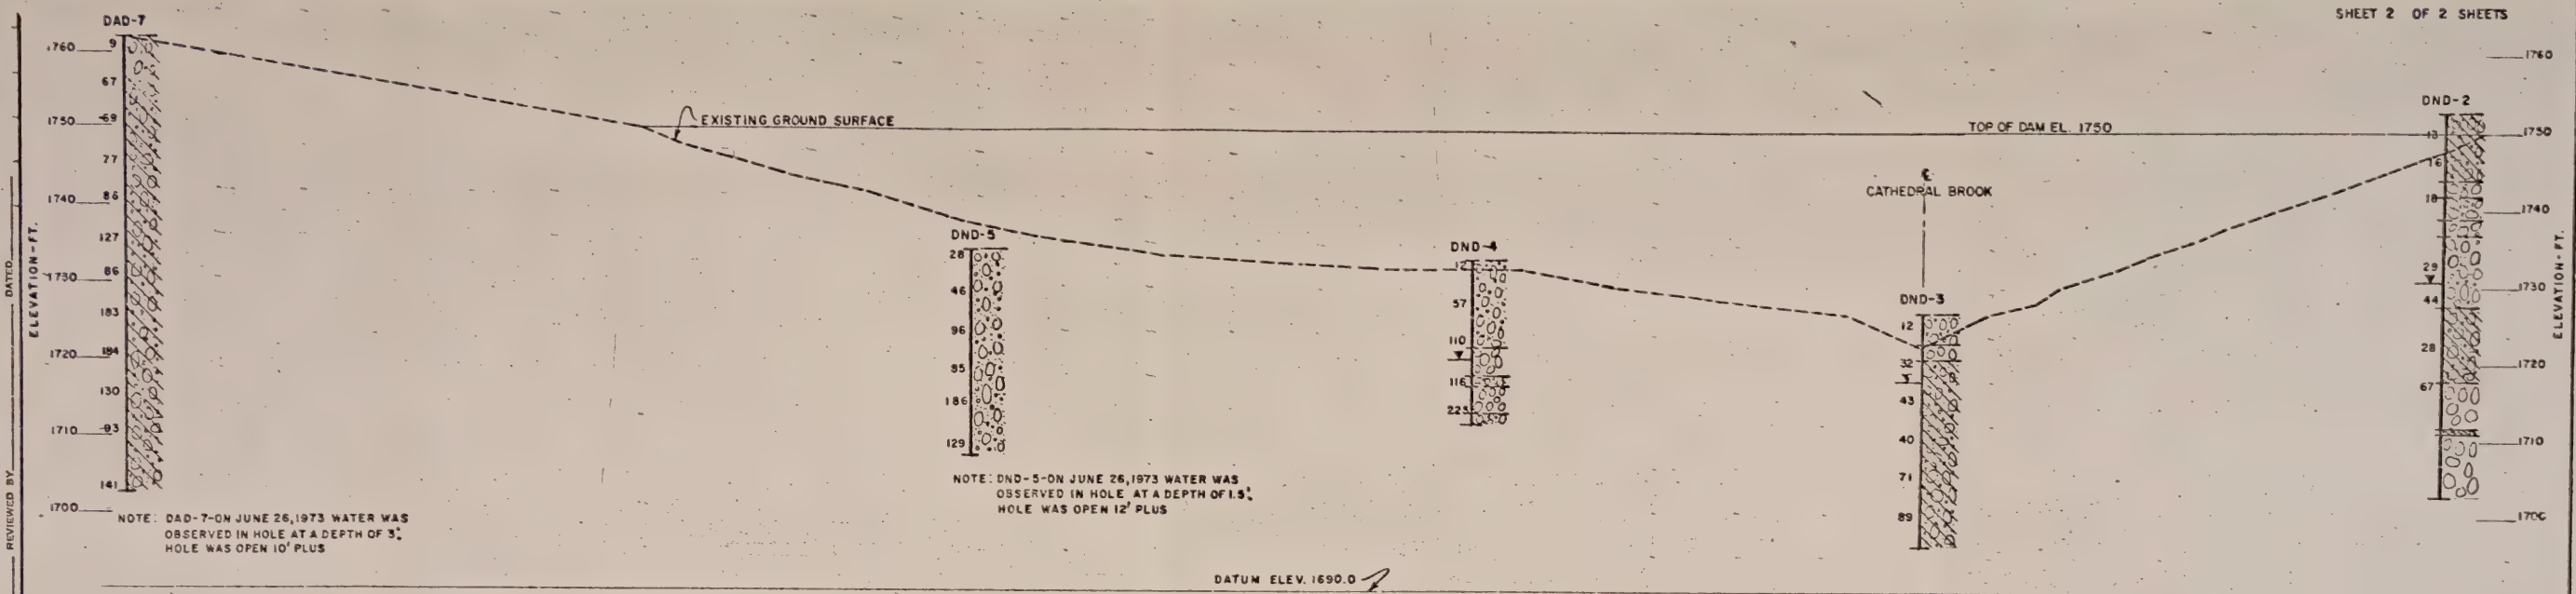 SHEET 2 OF 2 SHEETS
DAD-7
1760
9
67
1750
69
77
1740
86
127
1730
86
183
1720
184
130
1710
93
141
1700
ELEVATION-FT.
REVIEWED BY
DATED
EXISTING GROUND SURFACE
TOP OF DAM EL. 1750
NOTE: DAD-7-ON JUNE 26,1973 WATER WAS
OBSERVED IN HOLE AT A DEPTH OF 3'.
HOLE WAS OPEN 10' PLUS
DND-5
28
46
96
95
186
129
NOTE: DND-5-ON JUNE 26,1973 WATER WAS
OBSERVED IN HOLE AT A DEPTH OF 1.5'.
HOLE WAS OPEN 12' PLUS
DND-4
12
57
110
116
223
℄
CATHEDRAL BROOK
DND-3
12
32
43
40
71
89
DND-2
13
16
18
29
44
28
67
1760
1750
1740
1730
1720
1710
1700
ELEVATION-FT.
DATUM ELEV. 1690.0